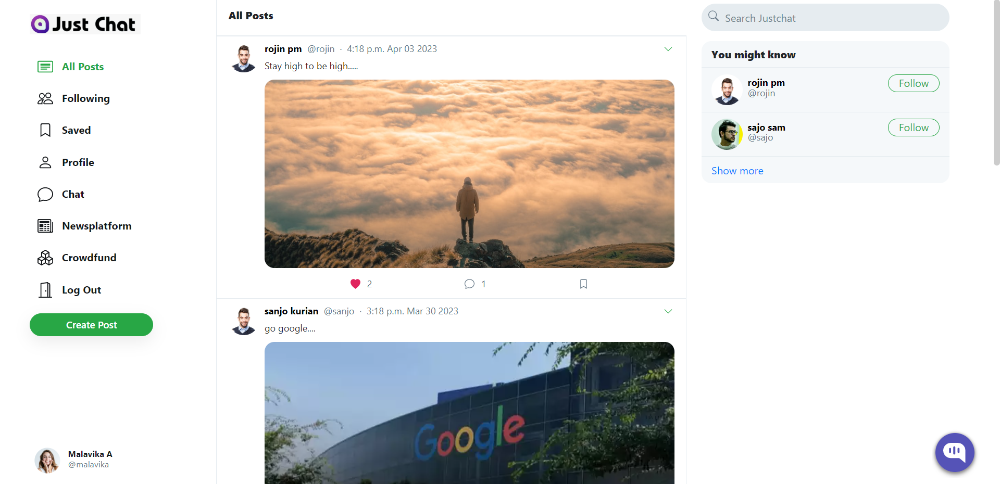 Just Chat
All Posts
Following
Saved
Profile
Chat
Newsplatform
Crowdfund
Log Out
Create Post
Malavika A
@malavika
All Posts
rojin pm @rojin · 4:18 p.m. Apr 03 2023
Stay high to be high.....
2 1
sanjo kurian @sanjo · 3:18 p.m. Mar 30 2023
go google....
Google
Search Justchat
You might know
rojin pm
@rojin
Follow
sajo sam
@sajo
Follow
Show more